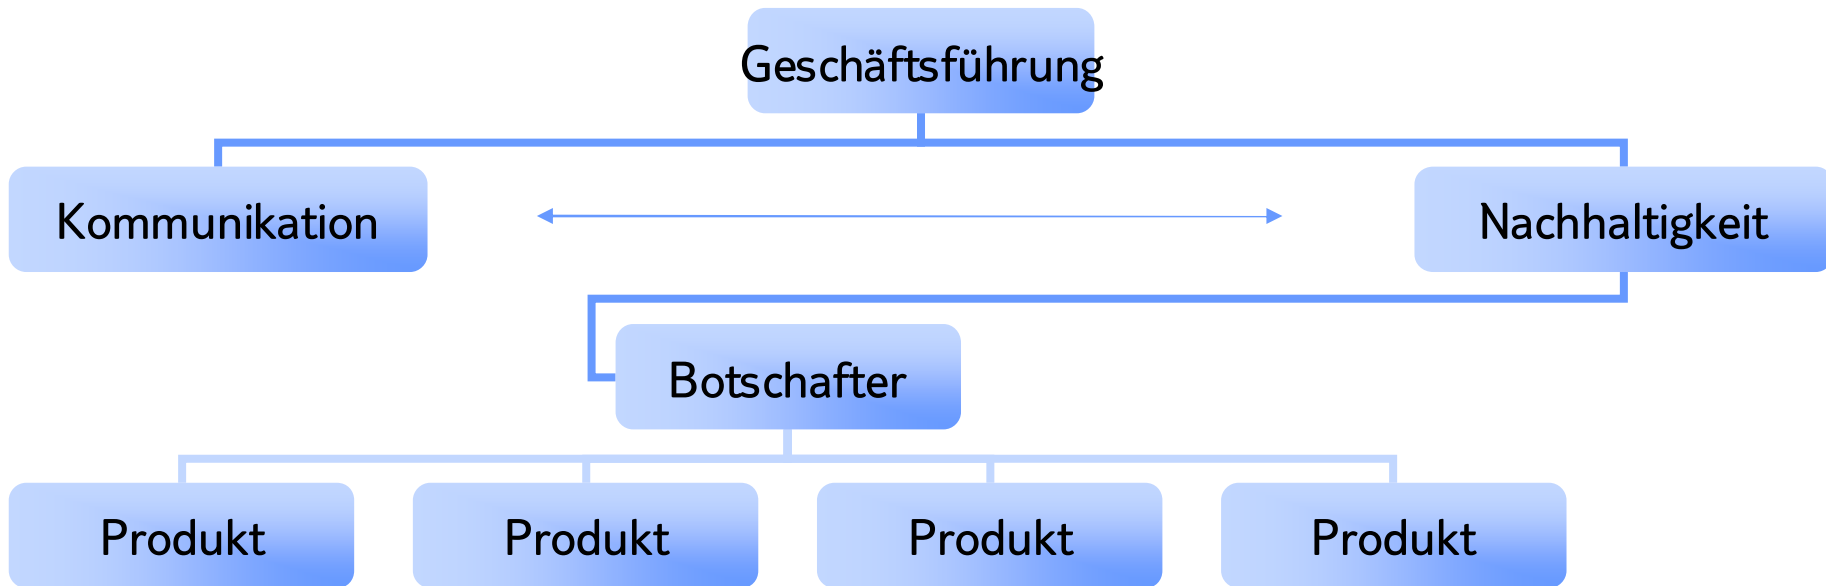 Geschäftsführung
Kommunikation
Nachhaltigkeit
Botschafter
Produkt
Produkt
Produkt
Produkt